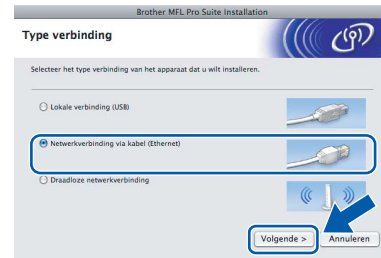 Brother MFL Pro Suite Installation
Type verbinding
Selecteer het type verbinding van het apparaat dat u wilt installeren.
Lokale verbinding (USB)
Netwerkverbinding via kabel (Ethernet)
Draadloze netwerkverbinding
Volgende > Annuleren